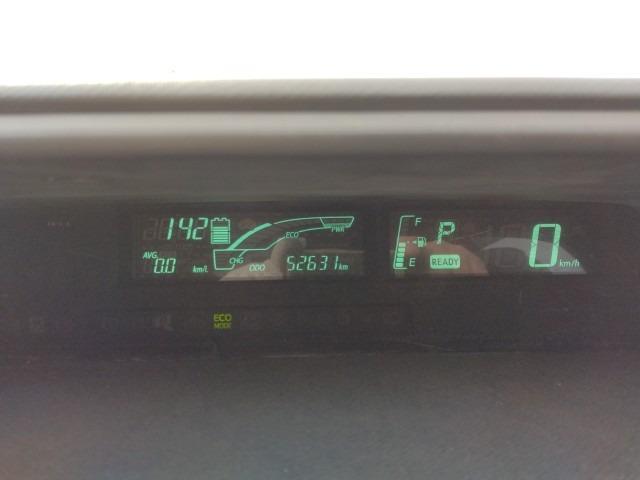 142
AVG 0.0 km/L
CHG
ECO
PWR
ODO 52631 km
F
E
P
READY
0 km/h
ECO
MODE